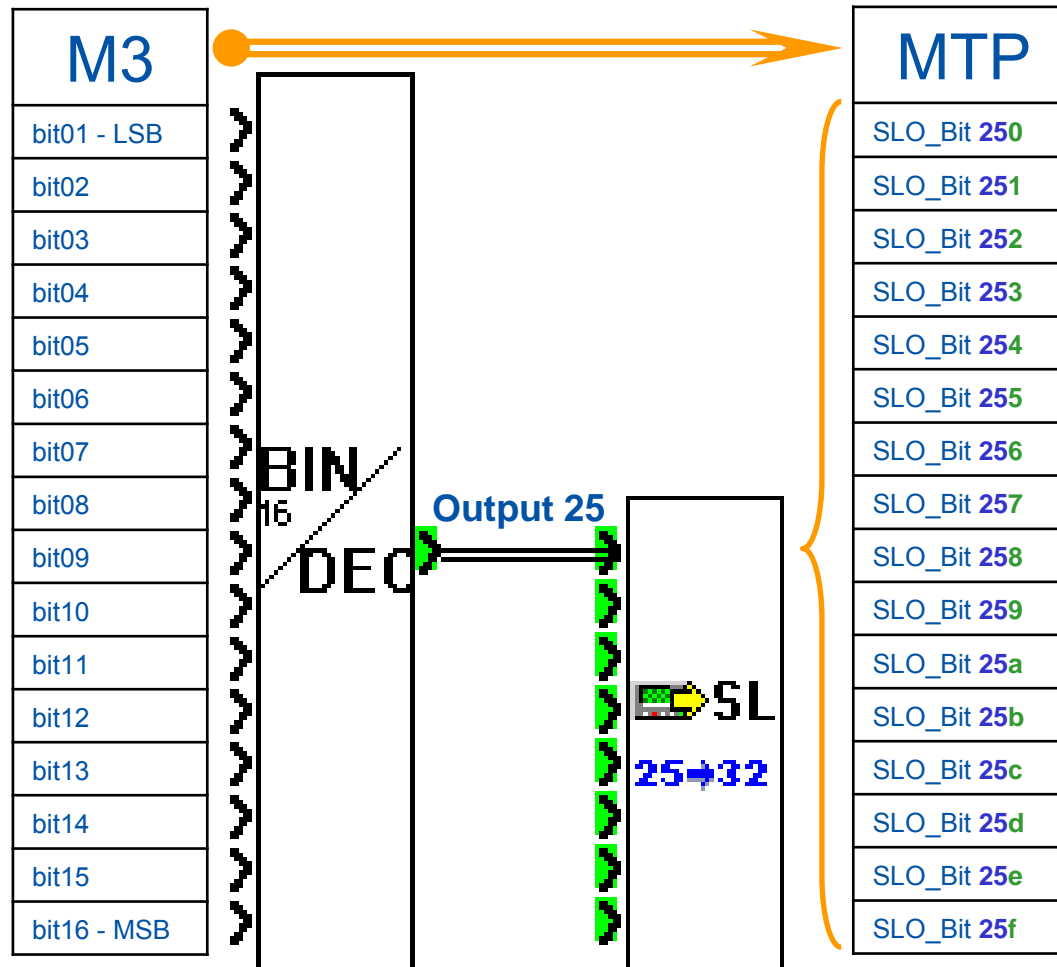 M3
MTP
bit01 - LSB
bit02
bit03
bit04
bit05
bit06
bit07
bit08
bit09
bit10
bit11
bit12
bit13
bit14
bit15
bit16 - MSB
BIN
16
DEC
Output 25
SL
25→32
SLO_Bit 250
SLO_Bit 251
SLO_Bit 252
SLO_Bit 253
SLO_Bit 254
SLO_Bit 255
SLO_Bit 256
SLO_Bit 257
SLO_Bit 258
SLO_Bit 259
SLO_Bit 25a
SLO_Bit 25b
SLO_Bit 25c
SLO_Bit 25d
SLO_Bit 25e
SLO_Bit 25f